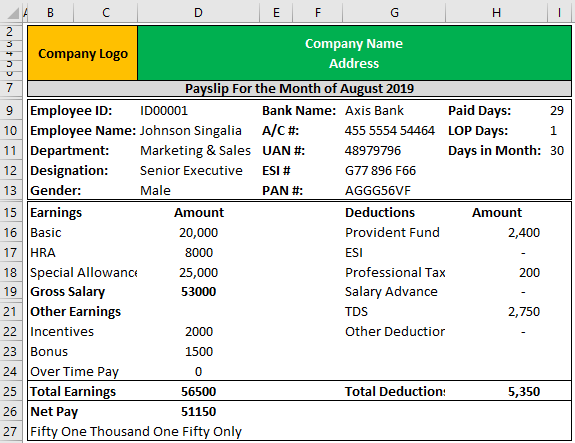 A B C D E F G H I
2
3 Company Logo Company Name
4 Address
5
6
7 Payslip For the Month of August 2019
9 Employee ID: ID00001 Bank Name: Axis Bank Paid Days: 29
10 Employee Name: Johnson Singalia A/C #: 455 5554 54464 LOP Days: 1
11 Department: Marketing & Sales UAN #: 48979796 Days in Month: 30
12 Designation: Senior Executive ESI # G77 896 F66
13 Gender: Male PAN #: AGGG56VF
15 Earnings Amount Deductions Amount
16 Basic 20,000 Provident Fund 2,400
17 HRA 8000 ESI -
18 Special Allowance 25,000 Professional Tax 200
19 Gross Salary 53000 Salary Advance -
21 Other Earnings TDS 2,750
22 Incentives 2000 Other Deduction -
23 Bonus 1500
24 Over Time Pay 0
25 Total Earnings 56500 Total Deductions 5,350
26 Net Pay 51150
27 Fifty One Thousand One Fifty Only